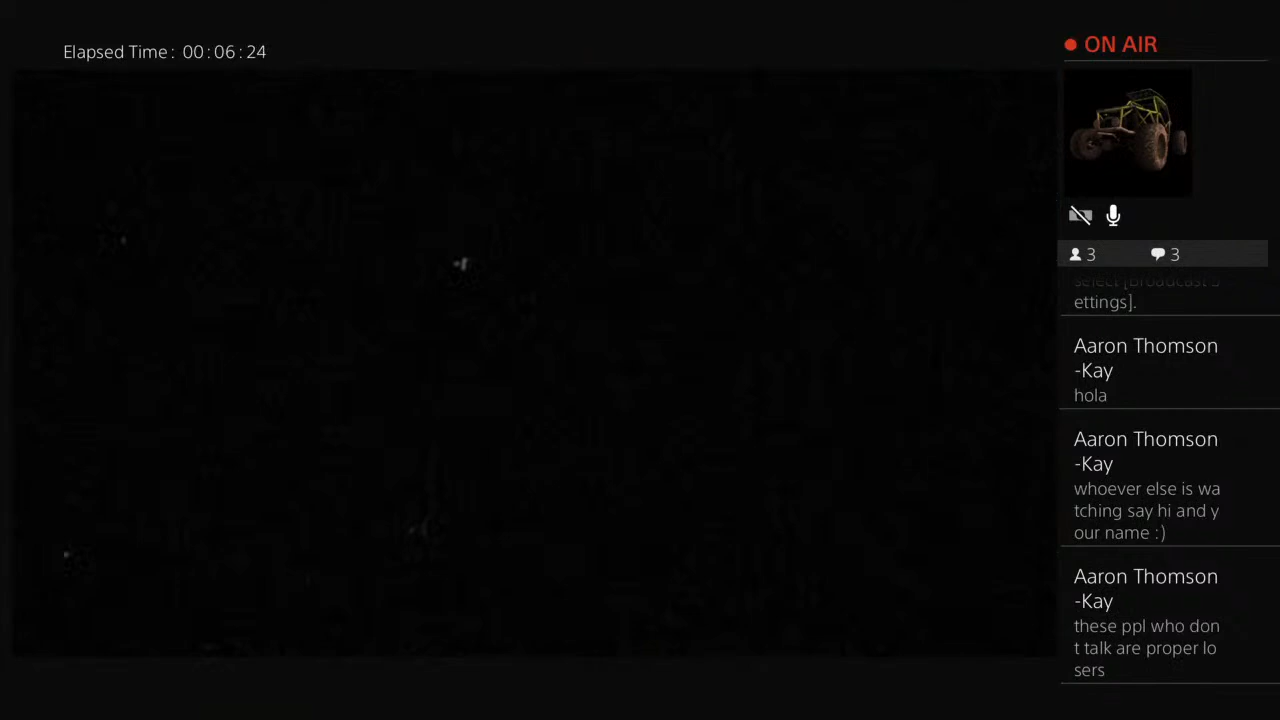 Elapsed Time: 00:06:24
ON AIR
3
3
select [Broadcast S
ettings].
Aaron Thomson
-Kay
hola
Aaron Thomson
-Kay
whoever else is wa
tching say hi and y
our name :)
Aaron Thomson
-Kay
these ppl who don
t talk are proper lo
sers